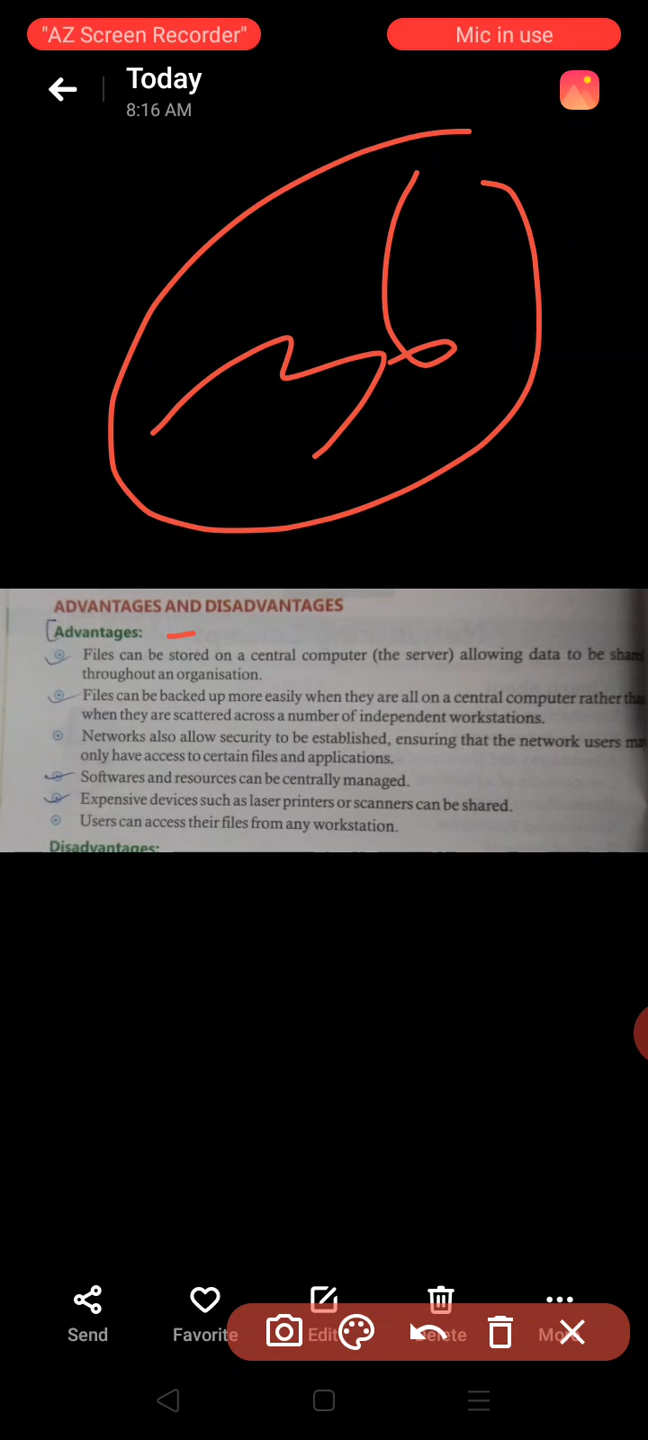 "AZ Screen Recorder"
Mic in use
Today
8:16 AM
ADVANTAGES AND DISADVANTAGES
Advantages:
Files can be stored on a central computer (the server) allowing data to be
throughout an organisation.
Files can be backed up more easily when they are all on a central computer rather
when they are scattered across a number of independent workstations.
Networks also allow security to be established, ensuring that the network users
only have access to certain files and applications.
Softwares and resources can be centrally managed.
Expensive devices such as laser printers or scanners can be shared.
Users can access their files from any workstation.
Disadvantages:
Send Favorite Edit Delete More